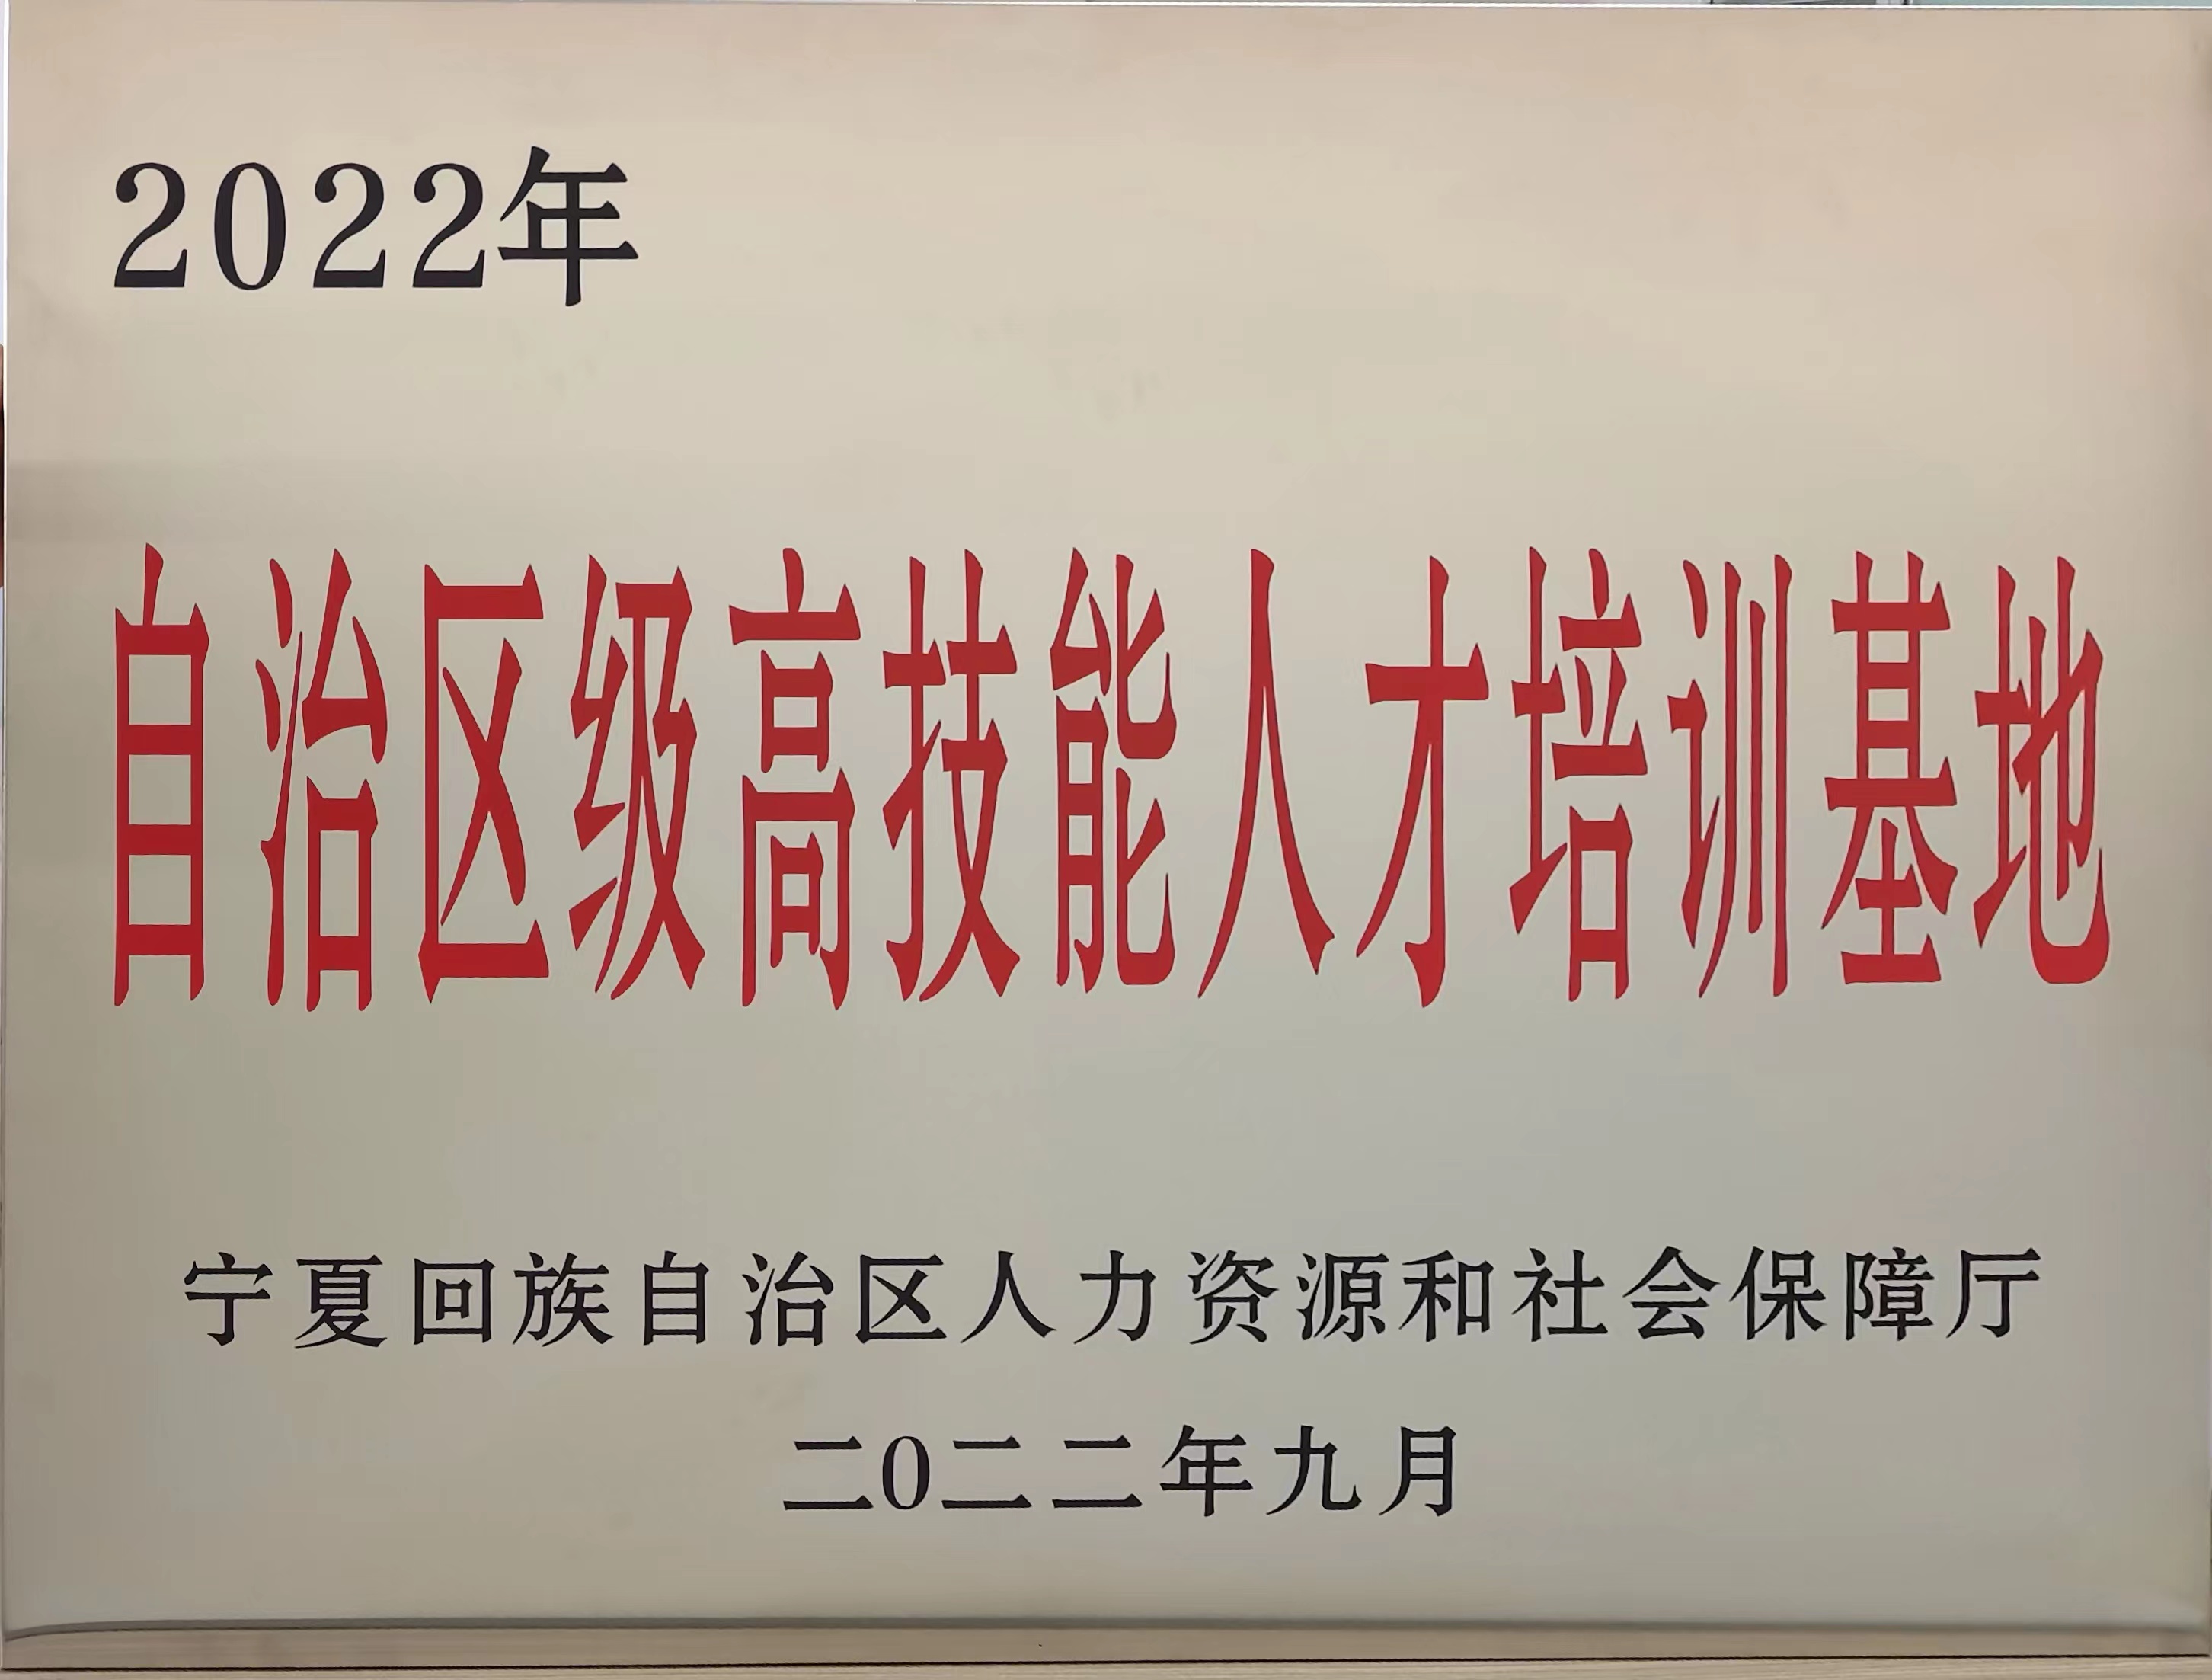 2022年
自治区级高技能人才培训基地
宁夏回族自治区人力资源和社会保障厅
二0二二年九月